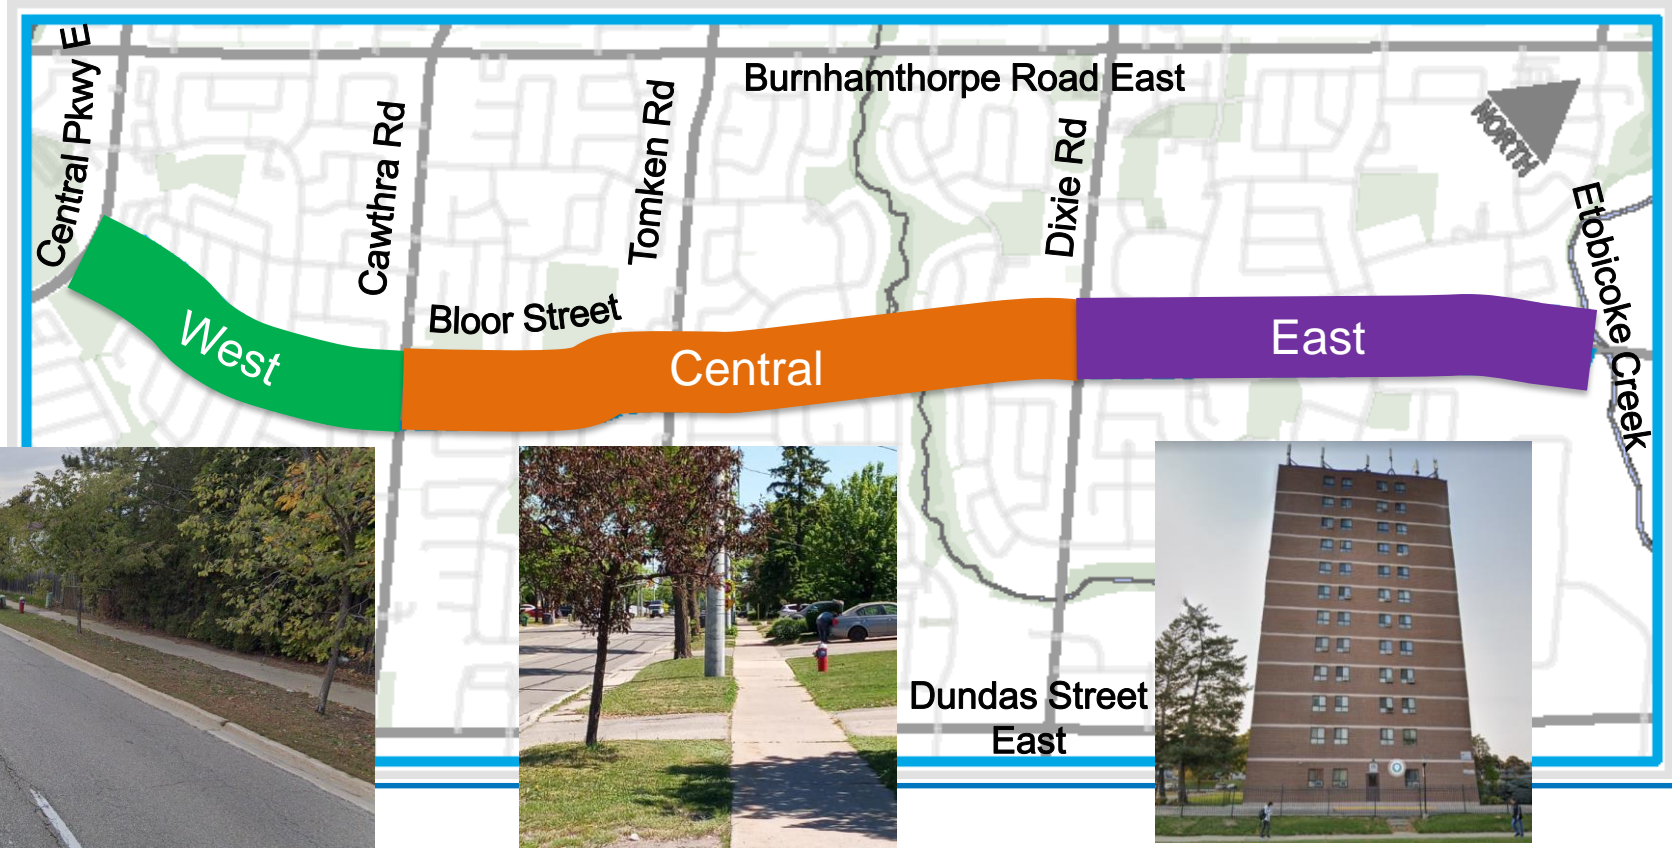 Central Pkwy E
Burnhamthorpe Road East
Cawthra Rd
Tomken Rd
Dixie Rd
NORTH
Etobicoke Creek
Bloor Street
West
Central
East
Dundas Street
East